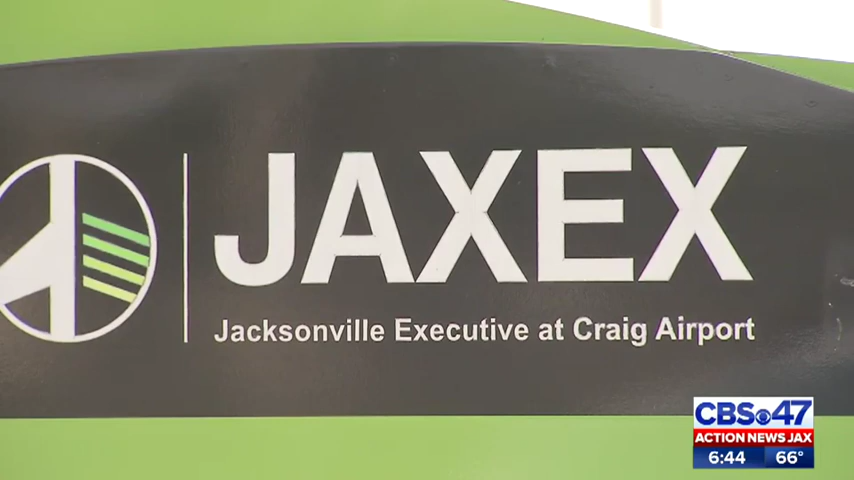 JAXEX
Jacksonville Executive at Craig Airport
CBS 47
ACTION NEWS JAX
6:44 66°